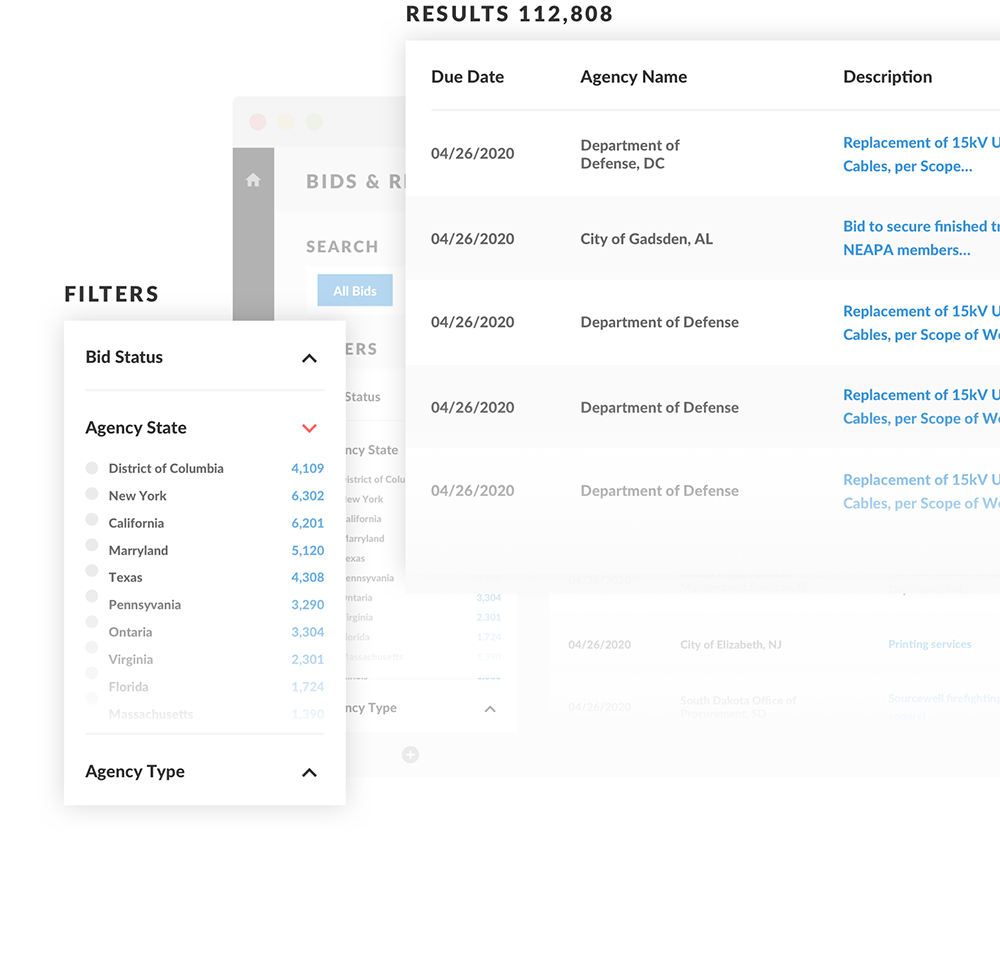 RESULTS 112,808
Due Date Agency Name Description
04/26/2020 Department of Defense, DC Replacement of 15kV U
Cables, per Scope...
04/26/2020 City of Gadsden, AL Bid to secure finished tr
NEAPA members...
04/26/2020 Department of Defense Replacement of 15kV U
Cables, per Scope of Wo
04/26/2020 Department of Defense Replacement of 15kV U
Cables, per Scope of Wo
04/26/2020 Department of Defense Replacement of 15kV U
Cables, per Scope of Wo
BIDS & R
SEARCH
All Bids
ERS
Status
ncy State
istrict of Colu
ew York
alifornia
Marryland
exas
ennsyvania
ntaria 3,304
irginia 2,301
lorida 1,724
Massachusetts 1,390
ncy Type
04/26/2020 City of Elizabeth, NJ Printing services
04/26/2020 South Dakota Office of Procurement, SD Sourcewell firefighting
FILTERS
Bid Status
Agency State
District of Columbia 4,109
New York 6,302
California 6,201
Marryland 5,120
Texas 4,308
Pennsyvania 3,290
Ontaria 3,304
Virginia 2,301
Florida 1,724
Massachusetts 1,390
Agency Type